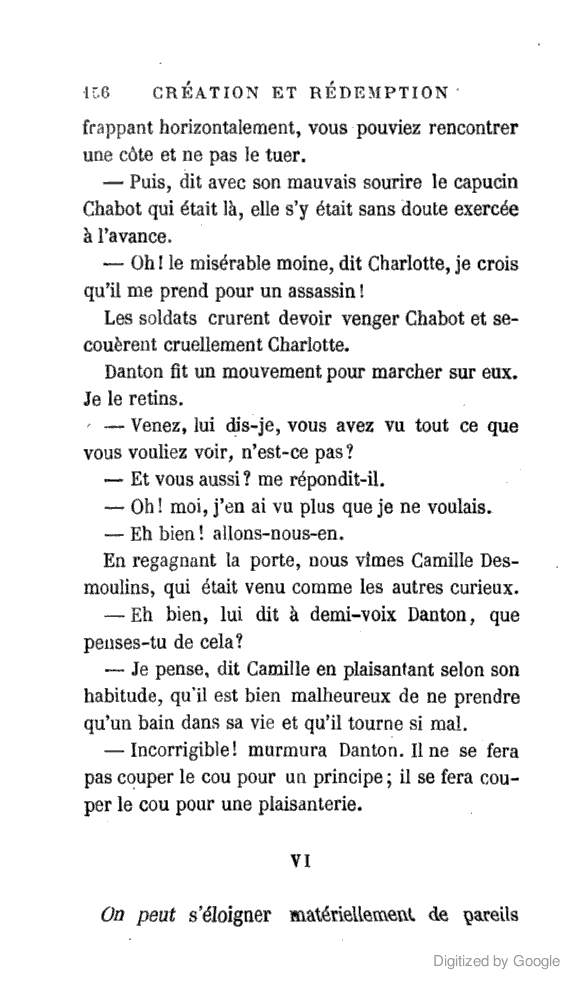 156 CRÉATION ET RÉDEMPTION
frappant horizontalement, vous pouviez rencontrer
une côte et ne pas le tuer.
— Puis, dit avec son mauvais sourire le capucin
Chabot qui était là, elle s'y était sans doute exercée
à l'avance.
— Oh! le misérable moine, dit Charlotte, je crois
qu'il me prend pour un assassin!
Les soldats crurent devoir venger Chabot et se-
couèrent cruellement Charlotte.
Danton fit un mouvement pour marcher sur eux.
Je le retins.
— Venez, lui dis-je, vous avez vu tout ce que
vous vouliez voir, n'est-ce pas?
— Et vous aussi? me répondit-il.
— Oh! moi, j'en ai vu plus que je ne voulais.
— Eh bien! allons-nous-en.
En regagnant la porte, nous vîmes Camille Des-
moulins, qui était venu comme les autres curieux.
— Eh bien, lui dit à demi-voix Danton, que
penses-tu de cela?
— Je pense, dit Camille en plaisantant selon son
habitude, qu'il est bien malheureux de ne prendre
qu'un bain dans sa vie et qu'il tourne si mal.
— Incorrigible! murmura Danton. Il ne se fera
pas couper le cou pour un principe; il se fera cou-
per le cou pour une plaisanterie.
VI
On peut s'éloigner matériellement de pareils
Digitized by Google